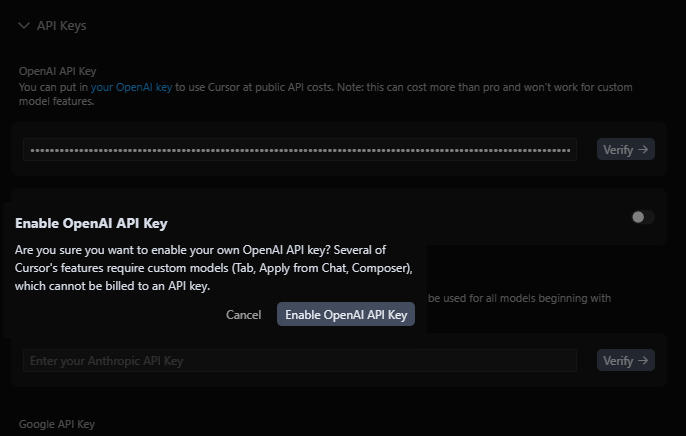 API Keys
OpenAI API Key
You can put in your OpenAI key to use Cursor at public API costs. Note: this can cost more than pro and won't work for custom
model features.
Verify →
Enable OpenAI API Key
Are you sure you want to enable your own OpenAI API key? Several of
Cursor's features require custom models (Tab, Apply from Chat, Composer),
which cannot be billed to an API key.
be used for all models beginning with
Cancel Enable OpenAI API Key
Enter your Anthropic API Key Verify →
Google API Key